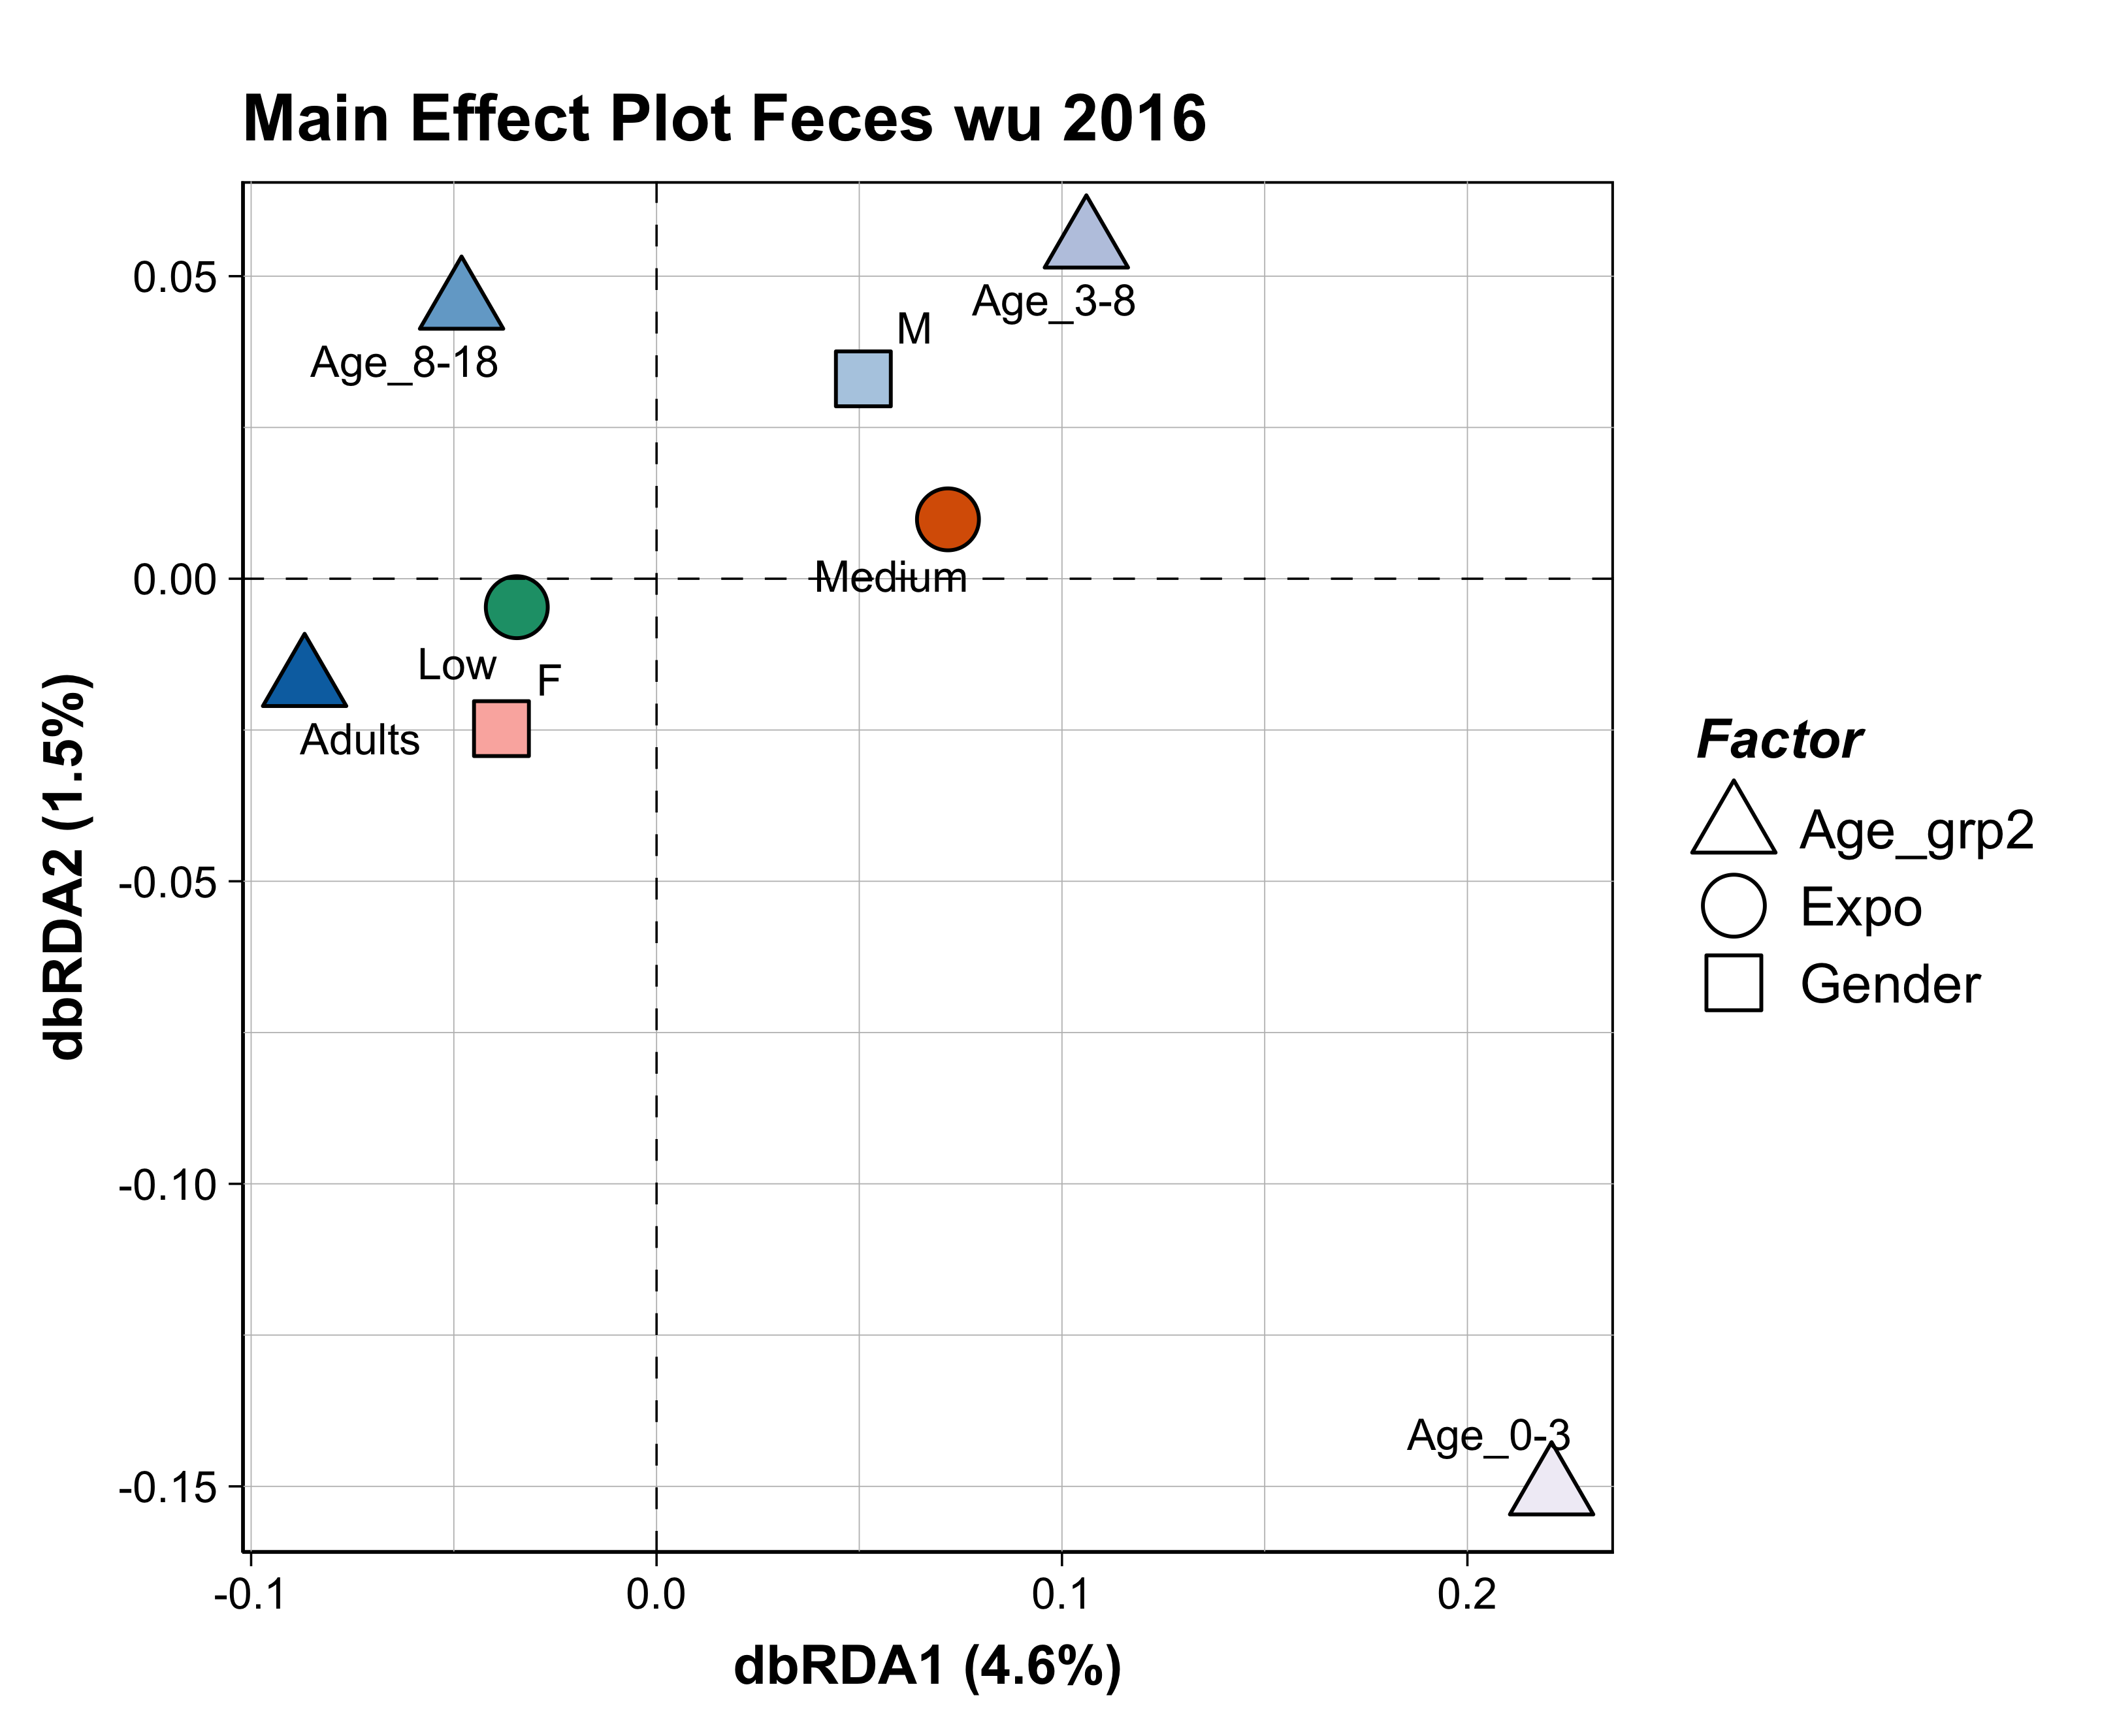 Main Effect Plot Feces wu 2016
dbRDA2 (1.5%)
0.05
0.00
-0.05
-0.10
-0.15
Age_3-8
M
Age_8-18
Medium
Low
F
Adults
Age_0-3
-0.1
0.0
0.1
0.2
dbRDA1 (4.6%)
Factor
Age_grp2
Expo
Gender